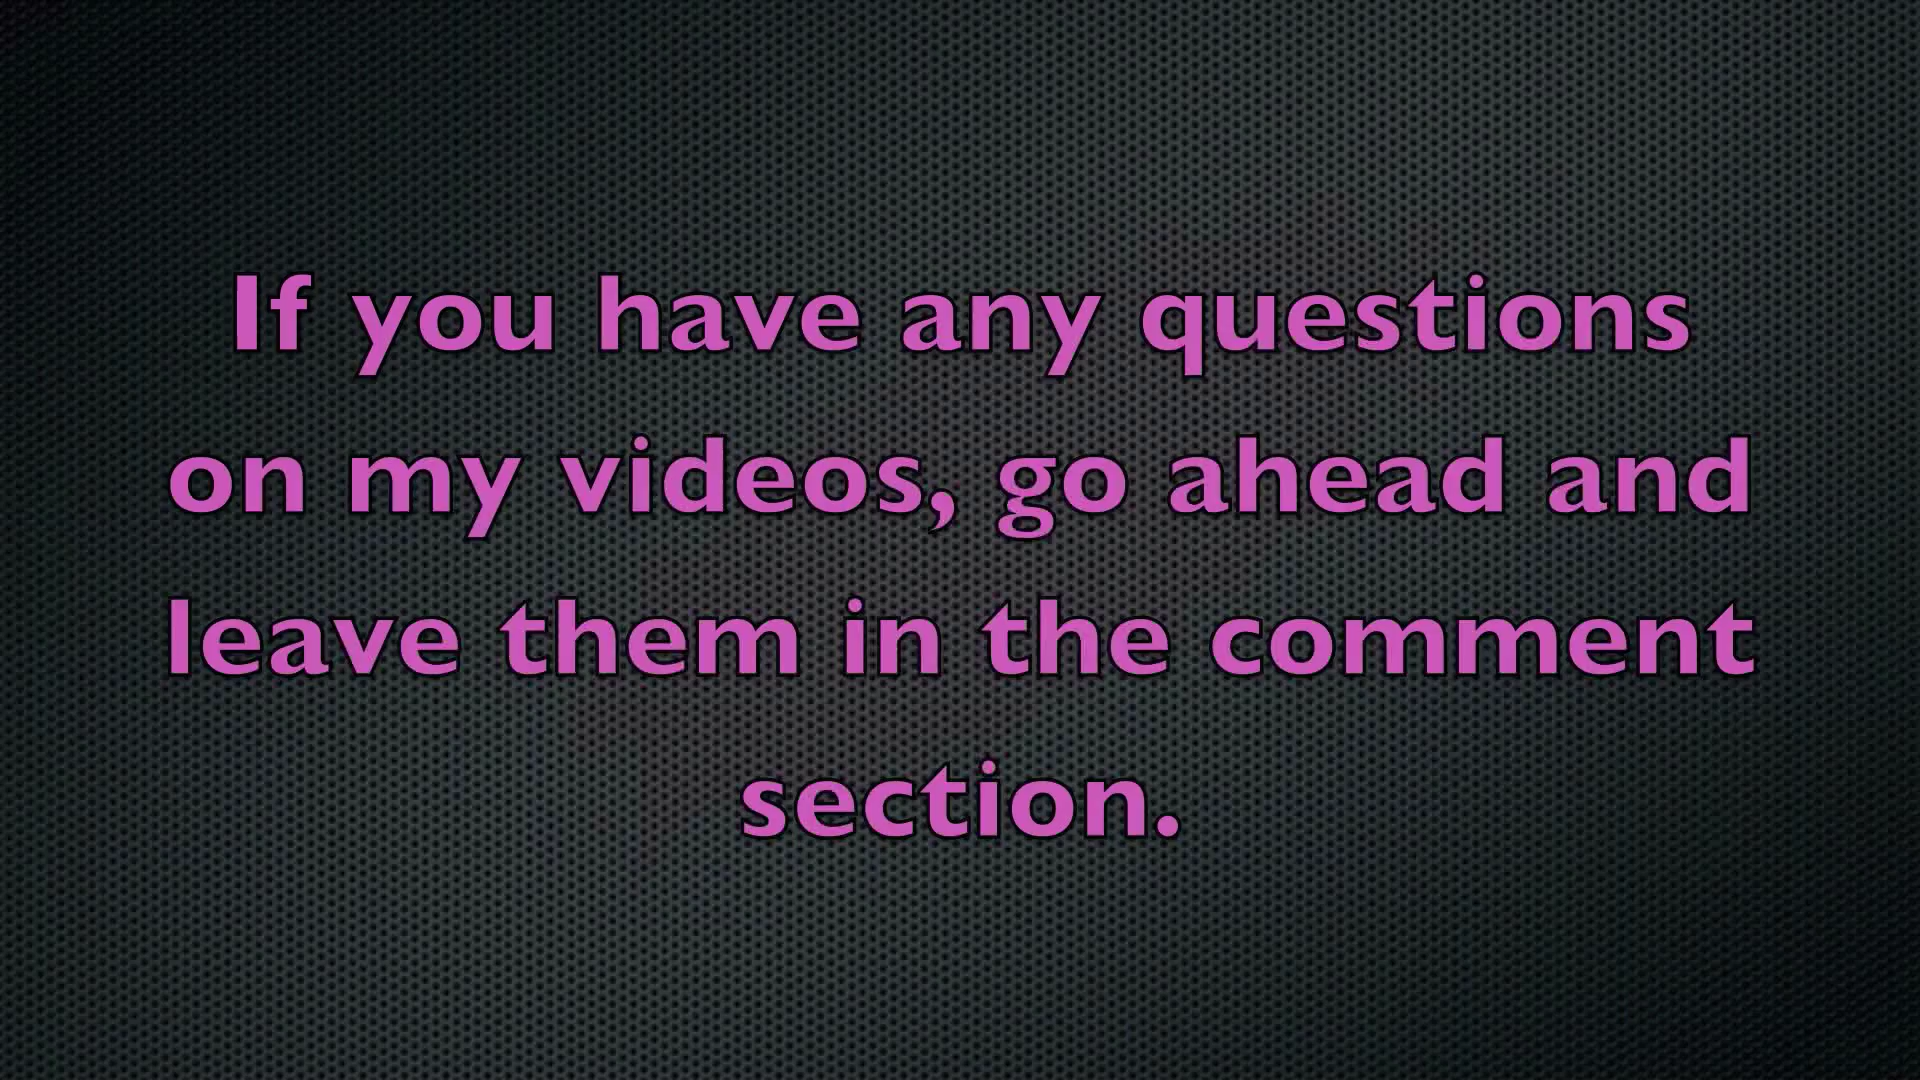 If you have any questions
on my videos, go ahead and
leave them in the comment
section.